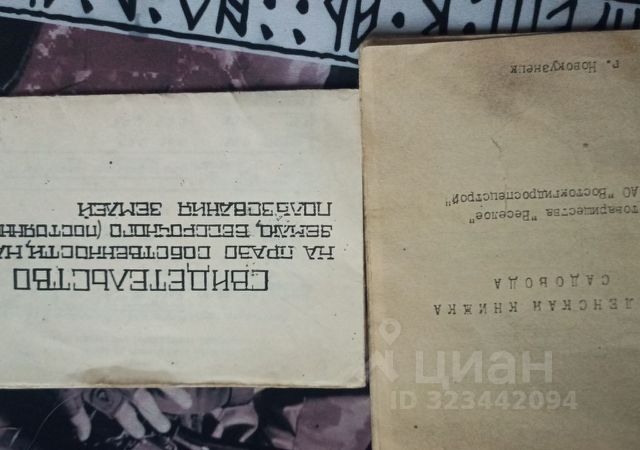 СВИДЕТЕЛЬСТВО
НА ПРАВО СОБСТВЕННОСТИ НА
ЗЕМЛЮ, БЕССРОЧНОГО (ПОСТОЯНН
ПОЛЬЗОВАНИЯ ЗЕМЛЕЙ
ЛЕНСКАЯ КНИЖКА
САДОВОДА
товарищества "Веселое"
АО "Востокгидроспецстрой"
г. Новокузнецк
циан
ID 323442094